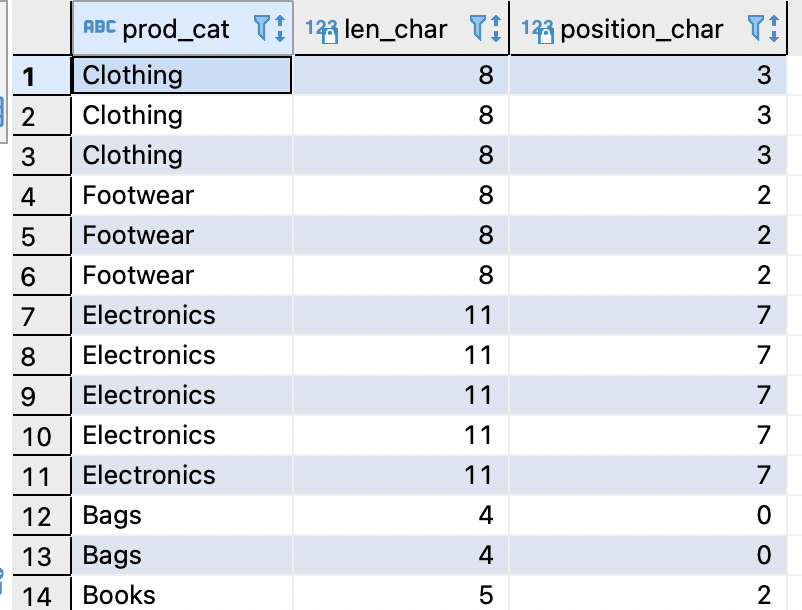 ABC prod_cat 123 len_char 123 position_char
1 Clothing 8 3
2 Clothing 8 3
3 Clothing 8 3
4 Footwear 8 2
5 Footwear 8 2
6 Footwear 8 2
7 Electronics 11 7
8 Electronics 11 7
9 Electronics 11 7
10 Electronics 11 7
11 Electronics 11 7
12 Bags 4 0
13 Bags 4 0
14 Books 5 2